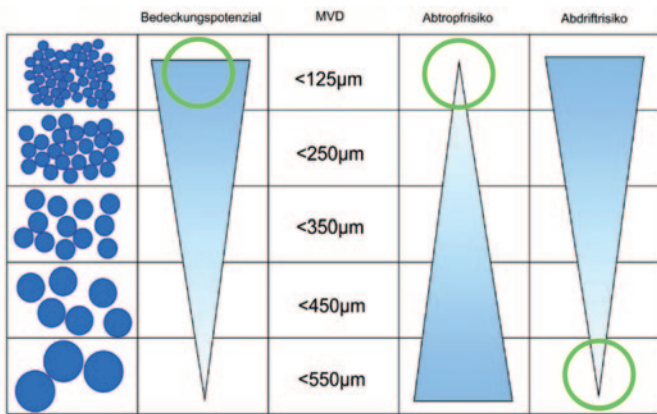 Bedeckungspotenzial MVD Abtropfrisiko Abdriftrisiko
<125µm
<250µm
<350µm
<450µm
<550µm